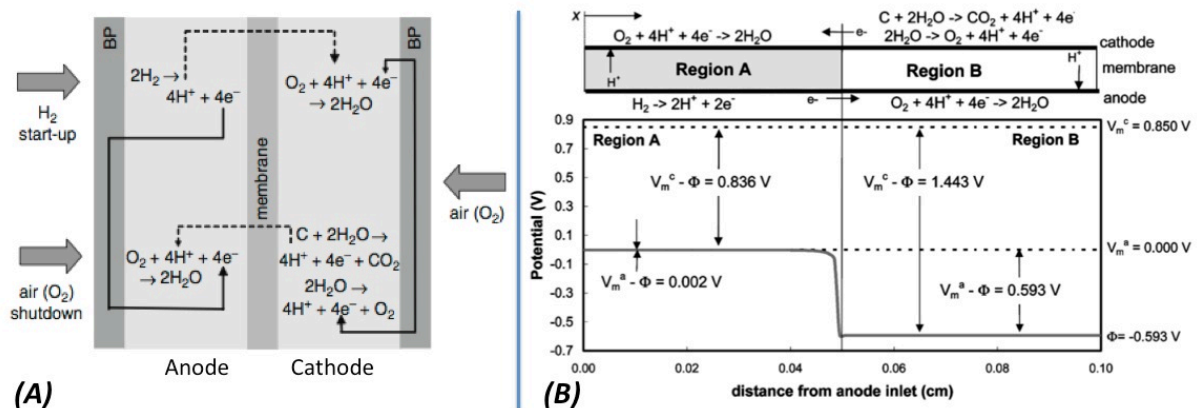 BP
BP
2H₂ →
4H⁺ + 4e⁻
O₂ + 4H⁺ + 4e⁻
→ 2H₂O
H₂
start-up
membrane
air (O₂)
O₂ + 4H⁺ + 4e⁻
→ 2H₂O
C + 2H₂O →
4H⁺ + 4e⁻ + CO₂
2H₂O →
4H⁺ + 4e⁻ + O₂
air (O₂)
shutdown
Anode
Cathode
(A)
x
C + 2H₂O -> CO₂ + 4H⁺ + 4e⁻
O₂ + 4H⁺ + 4e⁻ -> 2H₂O
e-
2H₂O -> O₂ + 4H⁺ + 4e⁻
cathode
H⁺
Region A
Region B
H⁺
membrane
H₂ -> 2H⁺ + 2e⁻
e-
O₂ + 4H⁺ + 4e⁻ -> 2H₂O
anode
0.9
0.7
0.5
0.3
0.1
-0.1
-0.3
-0.5
-0.7
Potential (V)
Region A
Region B
Vₘᶜ = 0.850 V
Vₘᶜ - Φ = 0.836 V
Vₘᶜ - Φ = 1.443 V
Vₘᵃ = 0.000 V
Vₘᵃ - Φ = 0.002 V
Vₘᵃ - Φ = 0.593 V
Φ= -0.593 V
0.00
0.02
0.04
0.06
0.08
0.10
distance from anode inlet (cm)
(B)